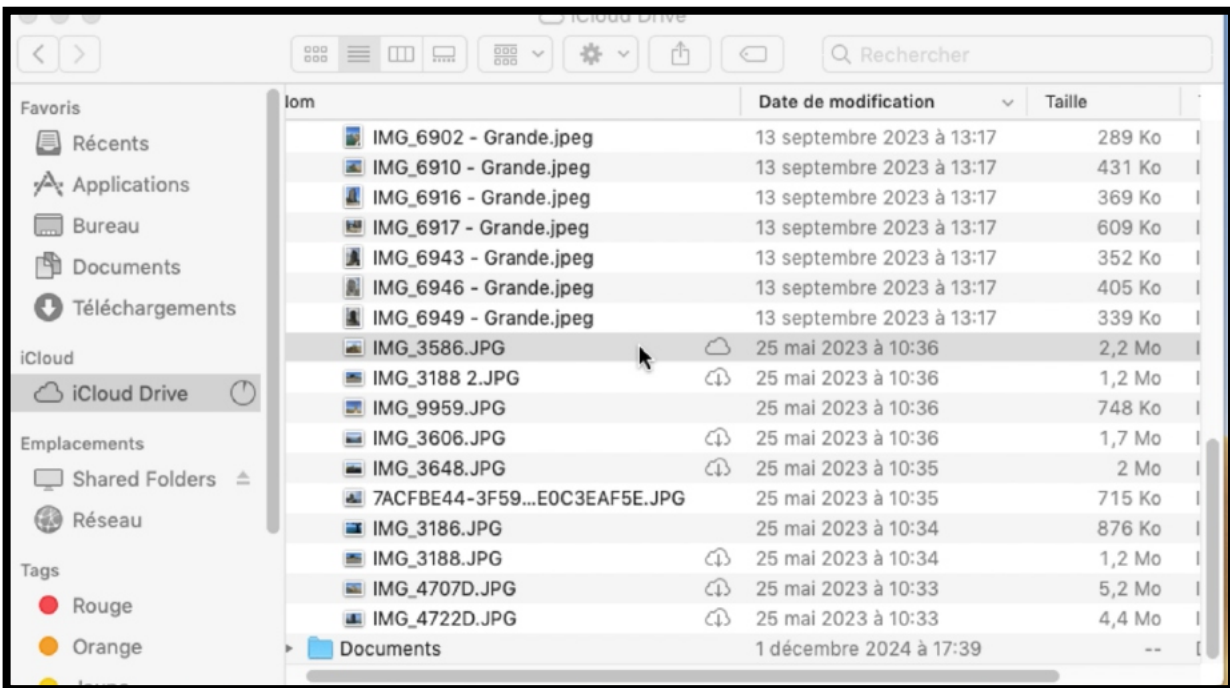 iCloud Drive
Rechercher
Favoris
Récents
Applications
Bureau
Documents
Téléchargements
iCloud
iCloud Drive
Emplacements
Shared Folders
Réseau
Tags
Rouge
Orange
Date de modification Taille
IMG_6902 - Grande.jpeg 13 septembre 2023 à 13:17 289 Ko
IMG_6910 - Grande.jpeg 13 septembre 2023 à 13:17 431 Ko
IMG_6916 - Grande.jpeg 13 septembre 2023 à 13:17 369 Ko
IMG_6917 - Grande.jpeg 13 septembre 2023 à 13:17 609 Ko
IMG_6943 - Grande.jpeg 13 septembre 2023 à 13:17 352 Ko
IMG_6946 - Grande.jpeg 13 septembre 2023 à 13:17 405 Ko
IMG_6949 - Grande.jpeg 13 septembre 2023 à 13:17 339 Ko
IMG_3586.JPG 25 mai 2023 à 10:36 2,2 Mo
IMG_3188 2.JPG 25 mai 2023 à 10:36 1,2 Mo
IMG_9959.JPG 25 mai 2023 à 10:36 748 Ko
IMG_3606.JPG 25 mai 2023 à 10:36 1,7 Mo
IMG_3648.JPG 25 mai 2023 à 10:35 2 Mo
7ACFBE44-3F59...E0C3EAF5E.JPG 25 mai 2023 à 10:35 715 Ko
IMG_3186.JPG 25 mai 2023 à 10:34 876 Ko
IMG_3188.JPG 25 mai 2023 à 10:34 1,2 Mo
IMG_4707D.JPG 25 mai 2023 à 10:33 5,2 Mo
IMG_4722D.JPG 25 mai 2023 à 10:33 4,4 Mo
Documents 1 décembre 2024 à 17:39 --